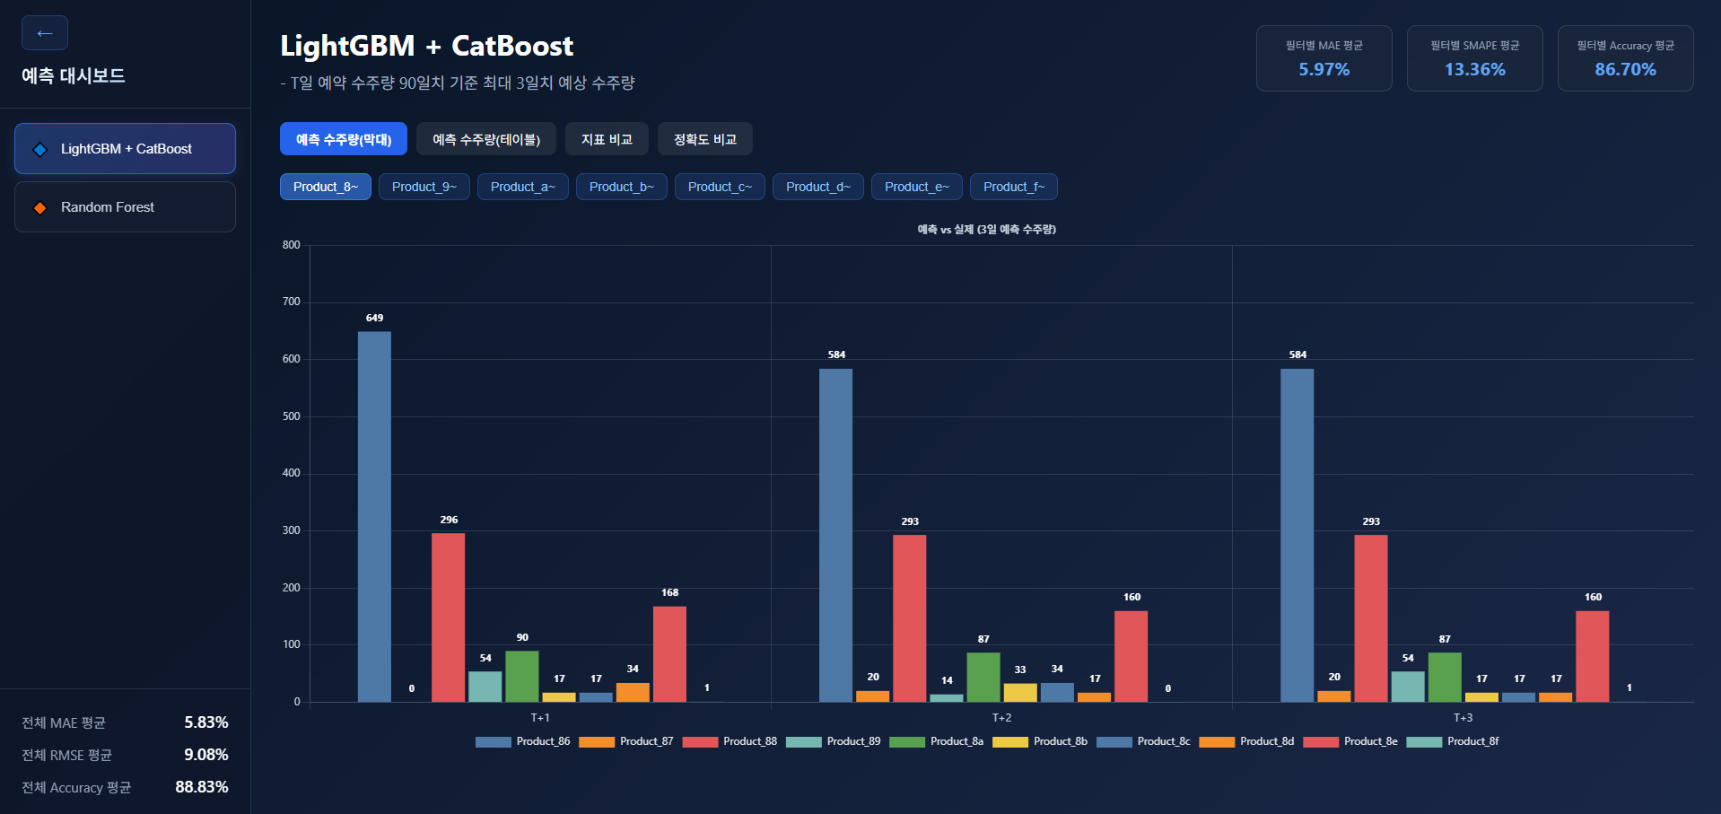 ←
예측 대시보드
LightGBM + CatBoost
Random Forest
전체 MAE 평균 5.83%
전체 RMSE 평균 9.08%
전체 Accuracy 평균 88.83%
LightGBM + CatBoost
- T일 예약 수주량 90일치 기준 최대 3일치 예상 수주량
필터별 MAE 평균
5.97%
필터별 SMAPE 평균
13.36%
필터별 Accuracy 평균
86.70%
예측 수주량(막대) 예측 수주량(테이블) 지표 비교 정확도 비교
Product_8~ Product_9~ Product_a~ Product_b~ Product_c~ Product_d~ Product_e~ Product_f~
예측 vs 실제 (3일 예측 수주량)
800
700
600
500
400
300
200
100
0
649 0 296 54 90 17 17 34 168 1
584 20 293 14 87 33 34 17 160 0
584 20 293 54 87 17 17 17 160 1
T+1 T+2 T+3
Product_86 Product_87 Product_88 Product_89 Product_8a Product_8b Product_8c Product_8d Product_8e Product_8f